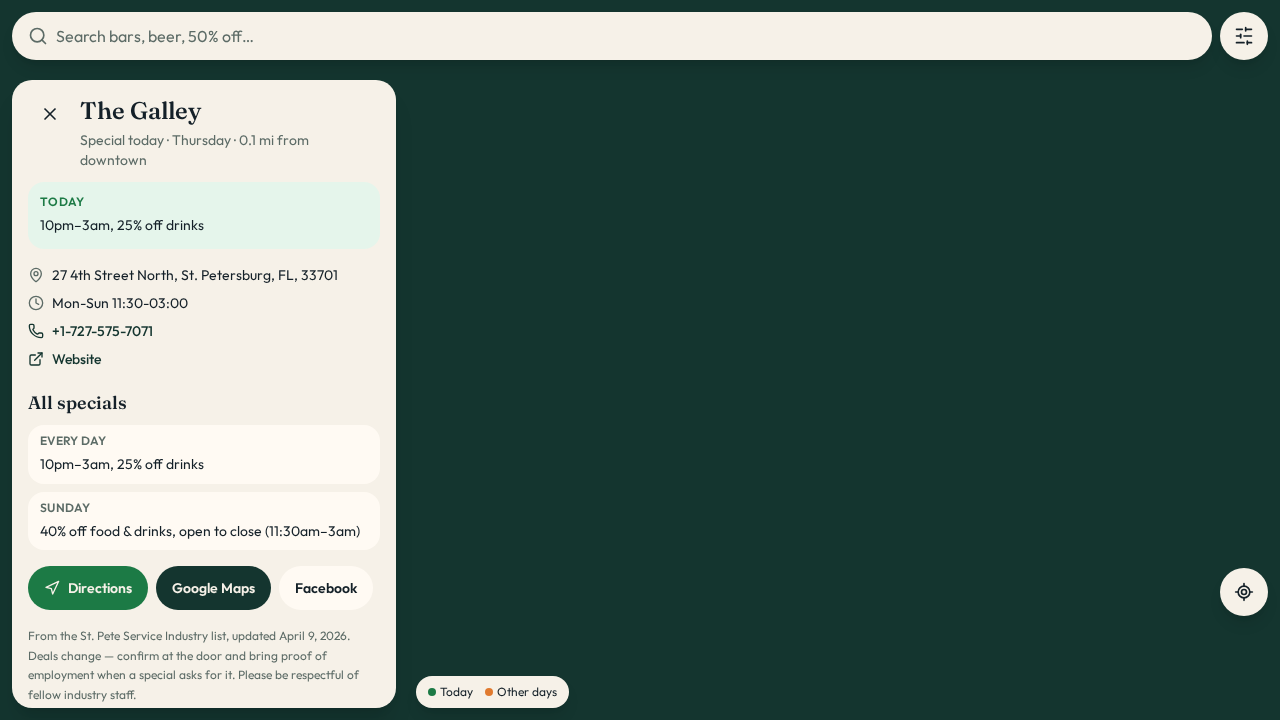 Search bars, beer, 50% off...
The Galley
Special today · Thursday · 0.1 mi from
downtown
TODAY
10pm–3am, 25% off drinks
27 4th Street North, St. Petersburg, FL, 33701
Mon-Sun 11:30-03:00
+1-727-575-7071
Website
All specials
EVERY DAY
10pm–3am, 25% off drinks
SUNDAY
40% off food & drinks, open to close (11:30am–3am)
Directions
Google Maps
Facebook
From the St. Pete Service Industry list, updated April 9, 2026.
Deals change — confirm at the door and bring proof of
employment when a special asks for it. Please be respectful of
fellow industry staff.
Today
Other days